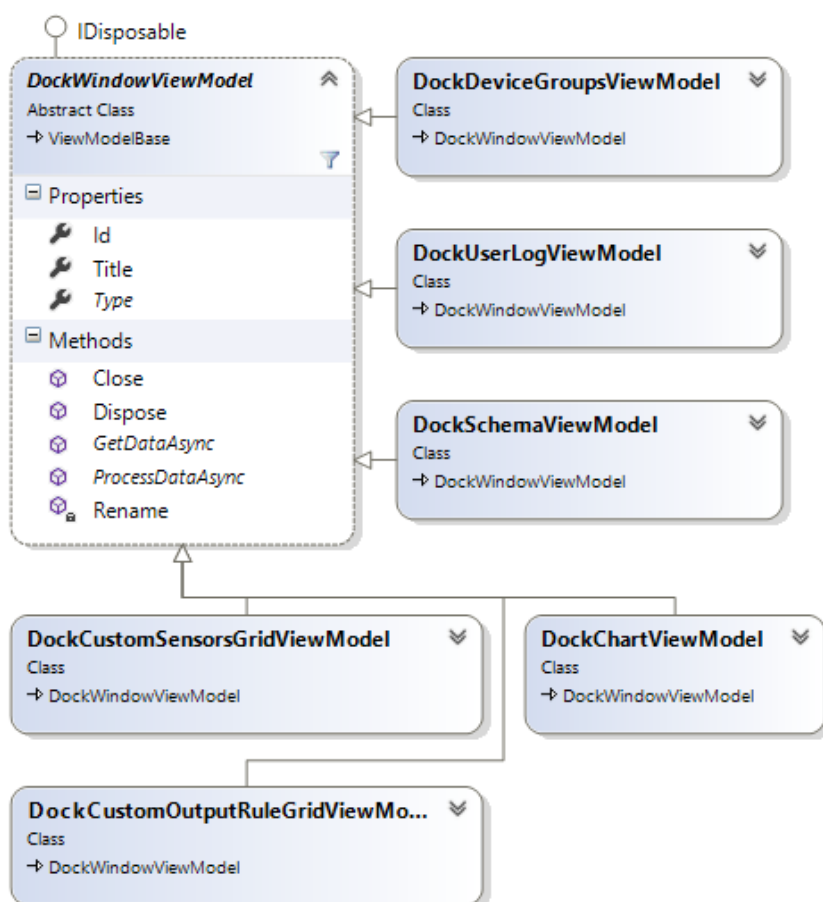 IDisposable
DockWindowViewModel
Abstract Class
→ ViewModelBase
Properties
Id
Title
Type
Methods
Close
Dispose
GetDataAsync
ProcessDataAsync
Rename
DockDeviceGroupsViewModel
Class
→ DockWindowViewModel
DockUserLogViewModel
Class
→ DockWindowViewModel
DockSchemaViewModel
Class
→ DockWindowViewModel
DockCustomSensorsGridViewModel
Class
→ DockWindowViewModel
DockChartViewModel
Class
→ DockWindowViewModel
DockCustomOutputRuleGridViewMo...
Class
→ DockWindowViewModel